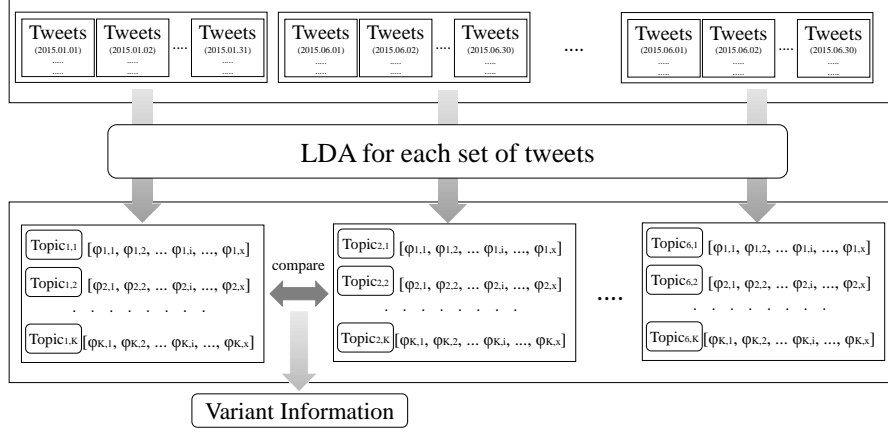 Tweets Tweets .... Tweets Tweets Tweets .... Tweets .... Tweets Tweets .... Tweets
(2015.01.01) (2015.01.02) (2015.01.31) (2015.06.01) (2015.06.02) (2015.06.30) (2015.06.01) (2015.06.02) (2015.06.30)
..... ..... ..... ..... ..... ..... ..... ..... .....
..... ..... ..... ..... ..... ..... ..... ..... .....
LDA for each set of tweets
Topic1,1 [φ1,1, φ1,2, ... φ1,i, ..., φ1,x]
Topic1,2 [φ2,1, φ2,2, ... φ2,i, ..., φ2,x]
. . . . . . . .
Topic1,K [φK,1, φK,2, ... φK,i, ..., φK,x]
compare
Topic2,1 [φ1,1, φ1,2, ... φ1,i, ..., φ1,x]
Topic2,2 [φ2,1, φ2,2, ... φ2,i, ..., φ2,x]
. . . . . . . .
Topic2,K [φK,1, φK,2, ... φK,i, ..., φK,x]
....
Topic6,1 [φ1,1, φ1,2, ... φ1,i, ..., φ1,x]
Topic6,2 [φ2,1, φ2,2, ... φ2,i, ..., φ2,x]
. . . . . . . .
Topic6,K [φK,1, φK,2, ... φK,i, ..., φK,x]
Variant Information